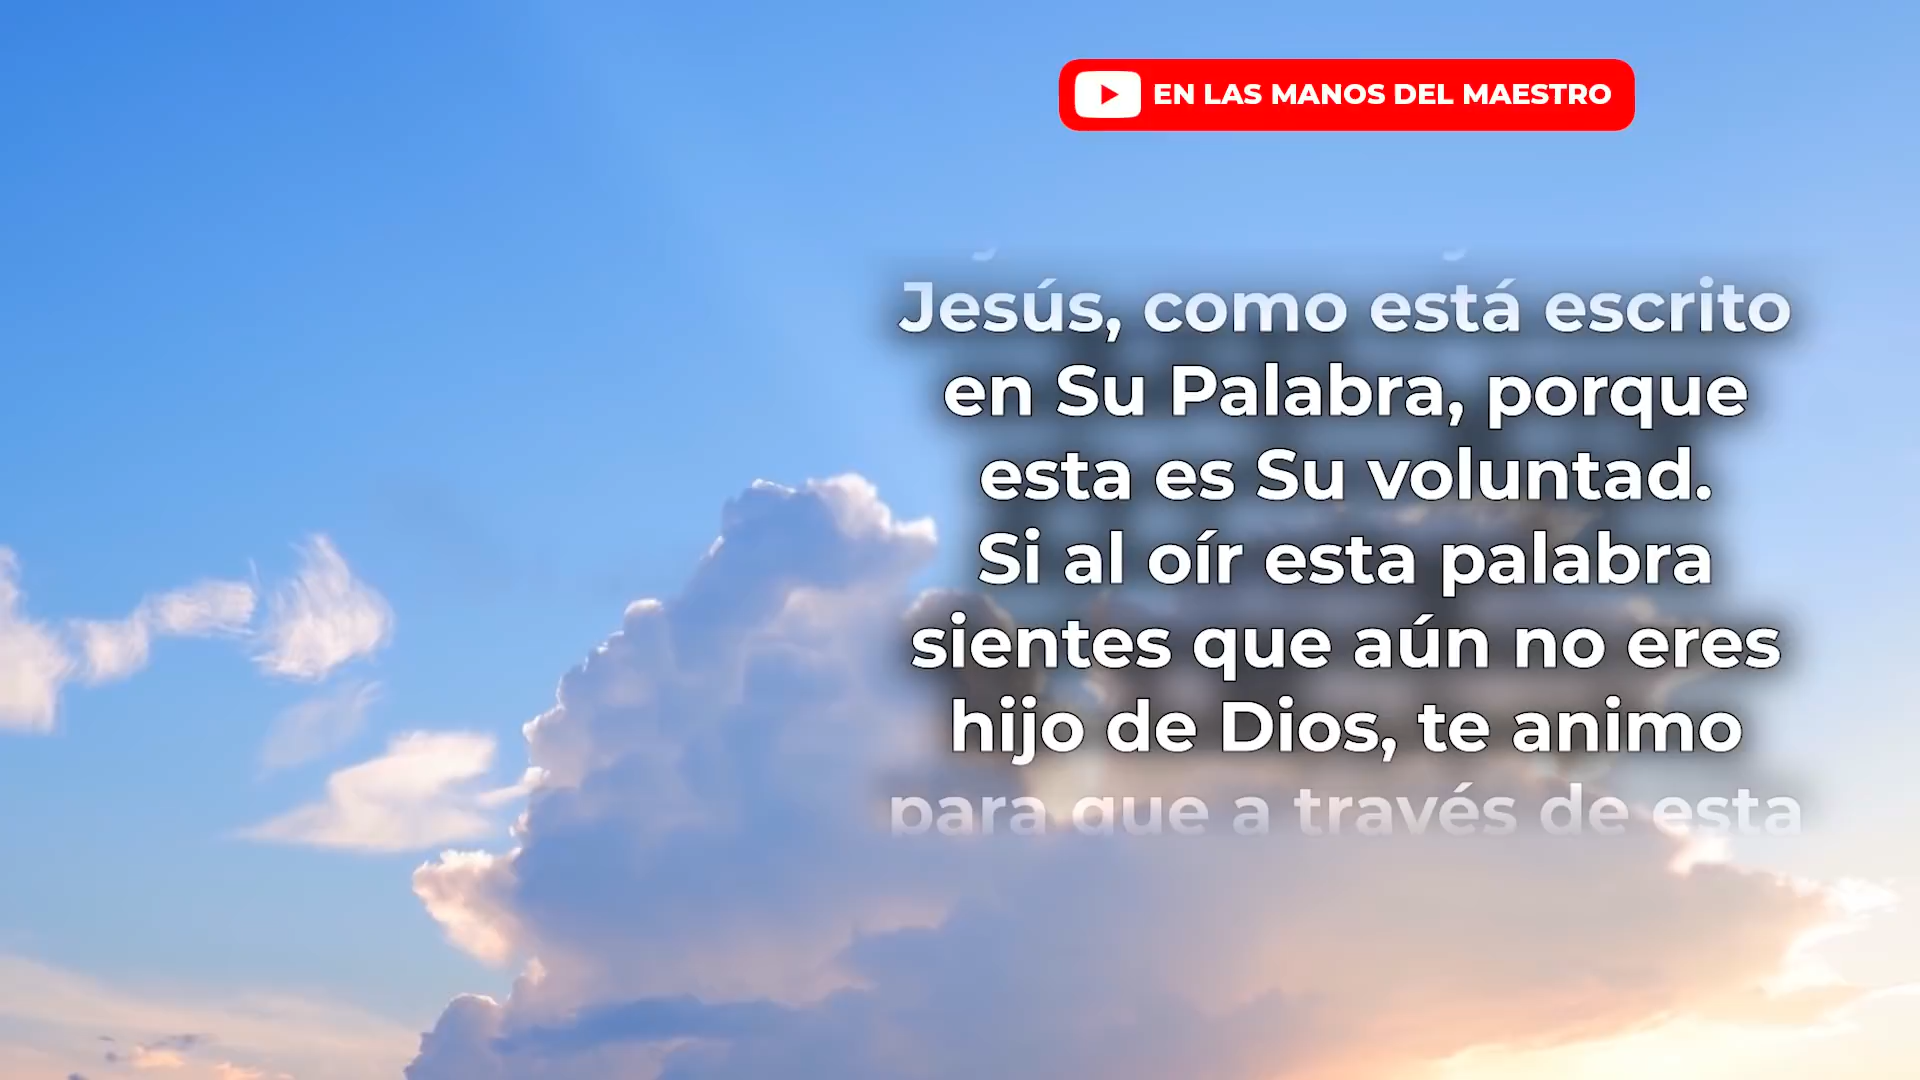 EN LAS MANOS DEL MAESTRO
Jesús, como está escrito
en Su Palabra, porque
esta es Su voluntad.
Si al oír esta palabra
sientes que aún no eres
hijo de Dios, te animo
para que a través de esta